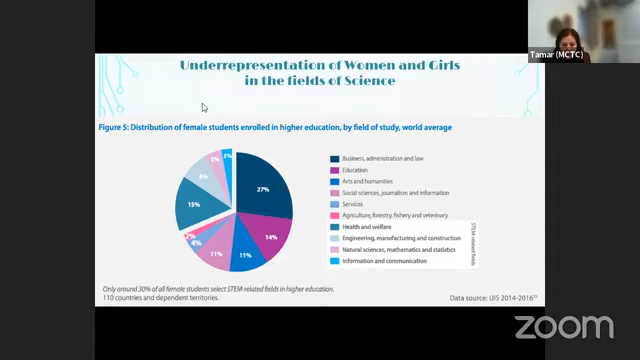 Underrepresentation of Women and Girls
in the fields of Science
Tamar (MCTC)
Figure 5: Distribution of female students enrolled in higher education, by field of study, world average
27%
14%
11%
11%
4%
2%
15%
8%
5%
3%
Business, administration and law
Education
Arts and humanities
Social sciences, journalism and information
Services
Agriculture, forestry, fishery and veterinary
Health and welfare
Engineering, manufacturing and construction
Natural sciences, mathematics and statistics
Information and communication
STEM-related fields
Only around 30% of all female students select STEM-related fields in higher education.
110 countries and dependent territories.
Data source: UIS 2014-2016
zoom